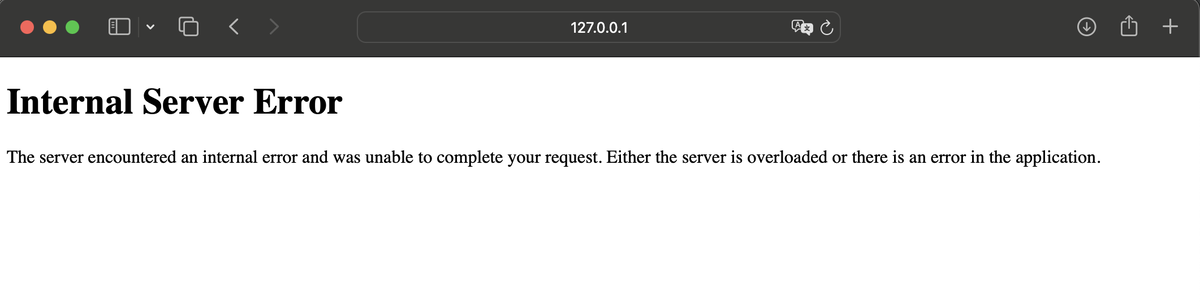 127.0.0.1
Internal Server Error
The server encountered an internal error and was unable to complete your request. Either the server is overloaded or there is an error in the application.